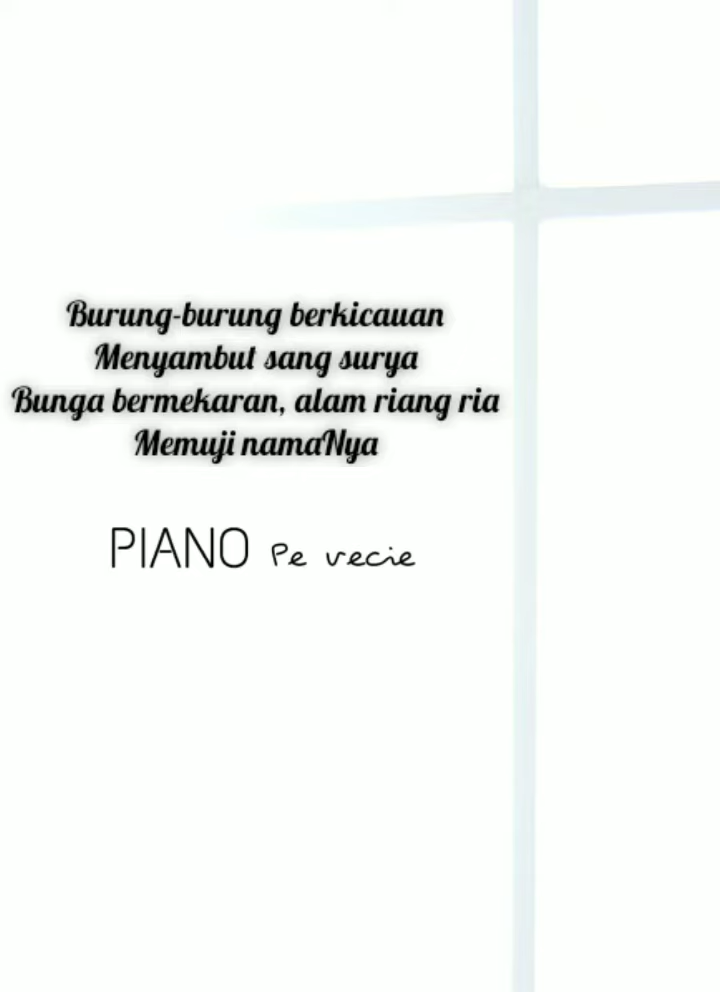 Burung-burung berkicauan
Menyambut sang surya
Bunga bermekaran, alam riang ria
Memuji namaNya
PIANO Pe vecie